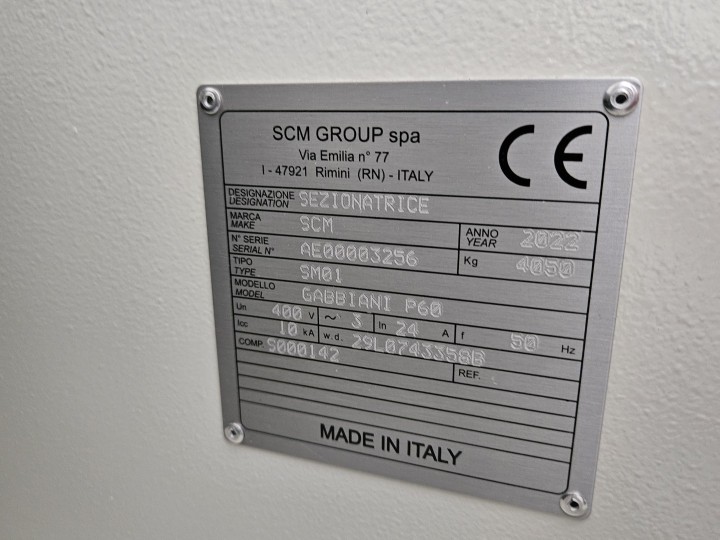 SCM GROUP spa
Via Emilia n° 77
I - 47921 Rimini (RN) - ITALY
CE
DESIGNAZIONE
DESIGNATION
SEZIONATRICE
MARCA
MAKE
SCM
ANNO
YEAR
2022
N° SERIE
SERIAL N°
AE00003256
Kg
4050
TIPO
TYPE
SM01
MODELLO
MODEL
GABBIANI P60
Un 400 V ~ 3 In 24 A f 50 Hz
Icc 10 kA w.d. 29L0743358B
COMP. S000142
REF.
MADE IN ITALY